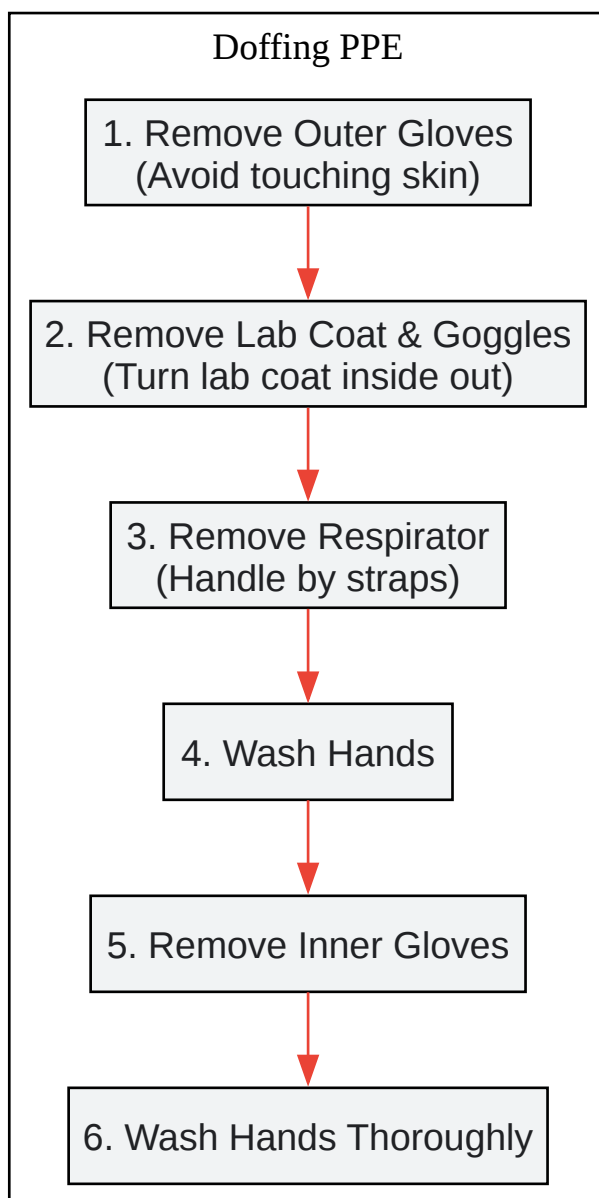 Doffing PPE
1. Remove Outer Gloves
(Avoid touching skin)
2. Remove Lab Coat & Goggles
(Turn lab coat inside out)
3. Remove Respirator
(Handle by straps)
4. Wash Hands
5. Remove Inner Gloves
6. Wash Hands Thoroughly